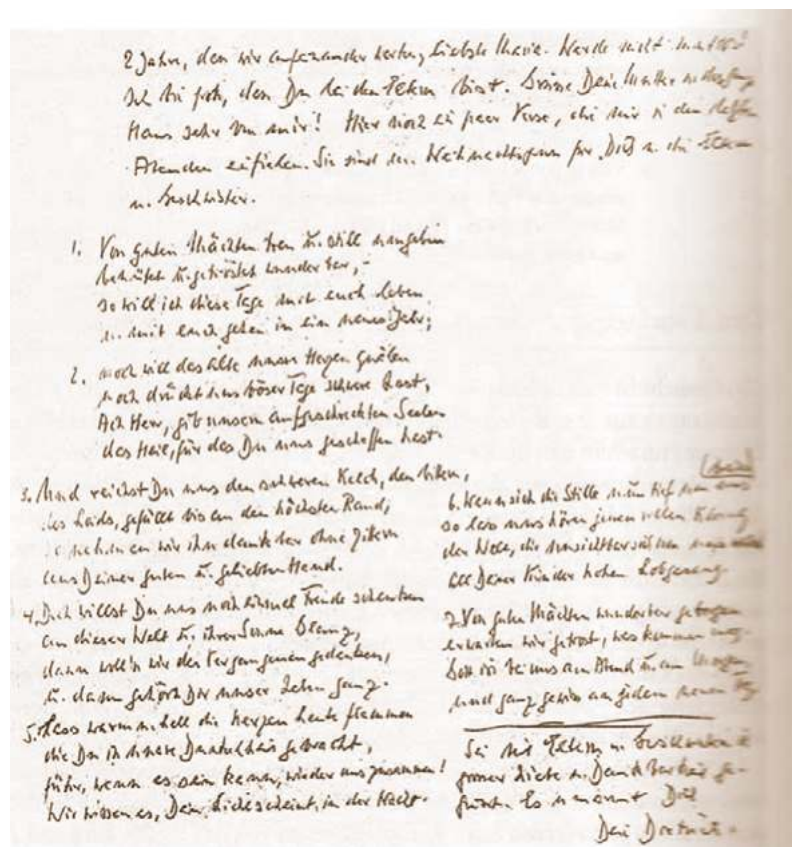 2 Jahre, dass wir aufeinander warten, liebste Maria. Werde nicht mutlos!
Ich bin froh, dass Du bei den Eltern bist. Grüsse Deine Mutter u. das ganze
Haus sehr von mir! Hier noch ein paar Verse, die mir in den letzten
Abenden einfielen. Sie sind der Weihnachtsgruss für Dich u. die Eltern
u. Geschwister.
1. Von guten Mächten treu u. still umgeben
behütet u. getröstet wunderbar, –
so will ich diese Tage mit euch leben
u. mit euch gehen in ein neues Jahr;
2. noch will das alte unsre Herzen quälen
noch drückt uns böser Tage schwere Last,
Ach Herr, gib unsern aufgescheuchten Seelen
das Heil, für das Du uns geschaffen hast.
3. Und reichst Du uns den schweren Kelch, den bittern,
des Leids, gefüllt bis an den höchsten Rand,
so nehmen wir ihn dankbar ohne Zittern
aus Deiner guten u. geliebten Hand.
4. Doch willst Du uns noch einmal Freude schenken
an dieser Welt u. ihrer Sonne Glanz,
dann woll'n wir des Vergangenen gedenken,
u. dann gehört Dir unser Leben ganz.
5. Lass warm u. hell die Kerzen heute flammen
die Du in unsre Dunkelheit gebracht,
führ, wenn es sein kann, wieder uns zusammen!
Wir wissen es, Dein Licht scheint in der Nacht.
6. Wenn sich die Stille nun tief um uns
so lass uns hören jenen vollen Klang
der Welt, die unsichtbar sich um uns
all Deiner Kinder hohen Lobgesang
7. Von guten Mächten wunderbar geborgen
erwarten wir getrost, was kommen mag.
Gott ist bei uns am Abend u. am Morgen,
und ganz gewiss an jedem neuen Tag
Sei mit Eltern u. Geschwistern in
grosser Liebe u. Dankbarkeit ge-
grüsst. Es umarmt Dich
Dein Dietrich